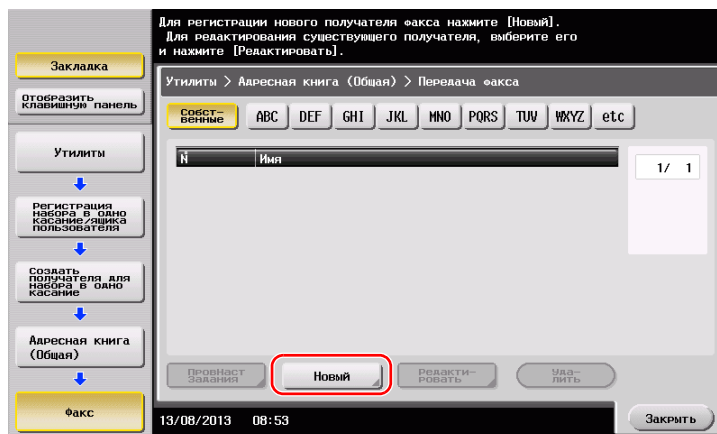 Для регистрации нового получателя факса нажмите [Новый].
Для редактирования существующего получателя, выберите его
и нажмите [Редактировать].
Закладка
Отобразить
клавишную панель
Утилиты
Регистрация
набора в одно
касание/ящика
пользователя
Создать
получателя для
набора в одно
касание
Адресная книга
(Общая)
Факс
Утилиты > Адресная книга (Общая) > Передача факса
Собст-
венные
ABC DEF GHI JKL MNO PQRS TUV WXYZ etc
N Имя
1/ 1
ПровНаст
Задания
Новый
Редакти-
ровать
Уда-
лить
13/08/2013 08:53
Закрыть